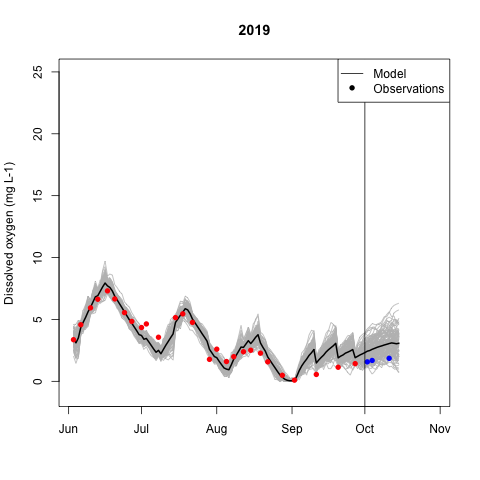 2019
Model
Observations
Dissolved oxygen (mg L-1)
25
20
15
10
5
0
Jun Jul Aug Sep Oct Nov